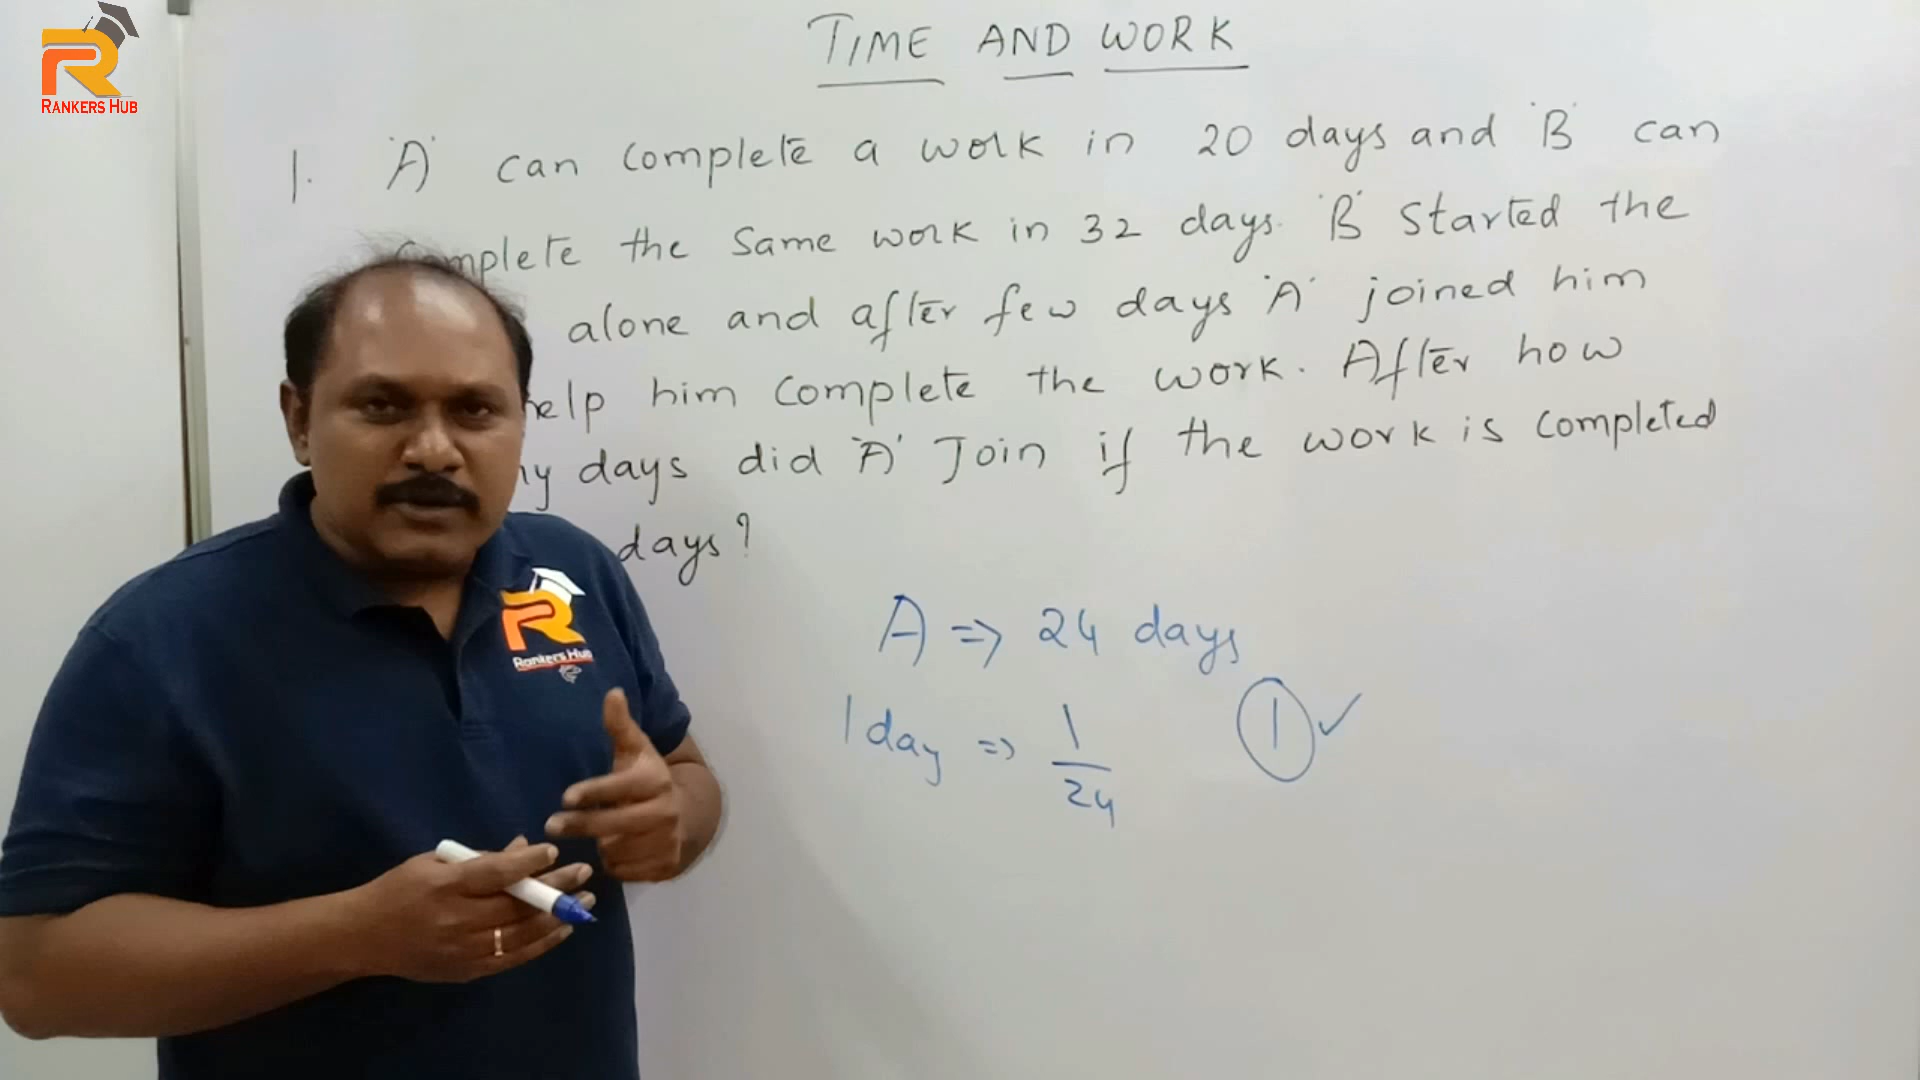 RANKERS HUB
TIME AND WORK
1. 'A' can complete a work in 20 days and 'B' can
complete the same work in 32 days. 'B' started the
alone and after few days 'A' joined him
help him complete the work. After how
days did 'A' Join if the work is completed
days?
A => 24 days
1 day => 1/24 1 ✓
Rankers Hub